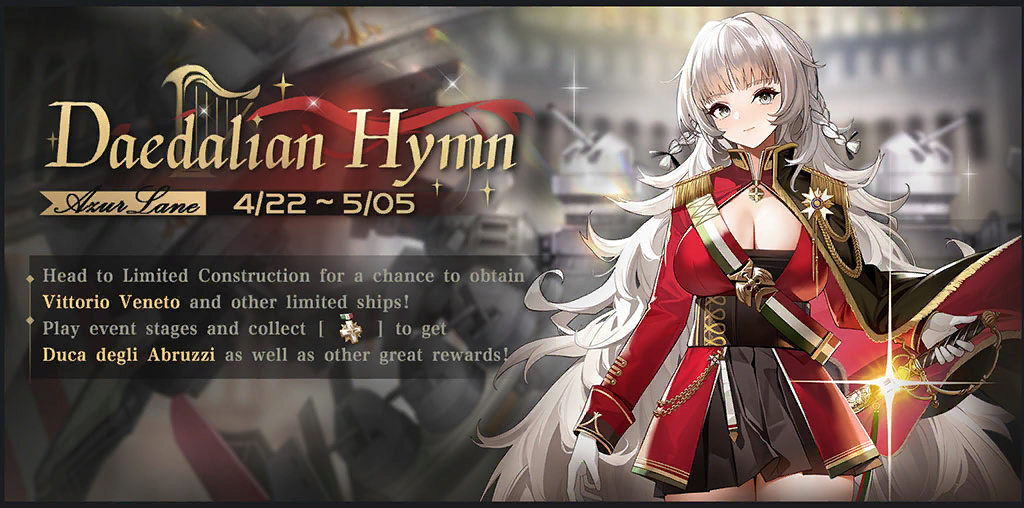 Daedalian Hymn
Azur Lane 4/22 ~ 5/05
Head to Limited Construction for a chance to obtain
Vittorio Veneto and other limited ships!
Play event stages and collect [ ] to get
Duca degli Abruzzi as well as other great rewards!